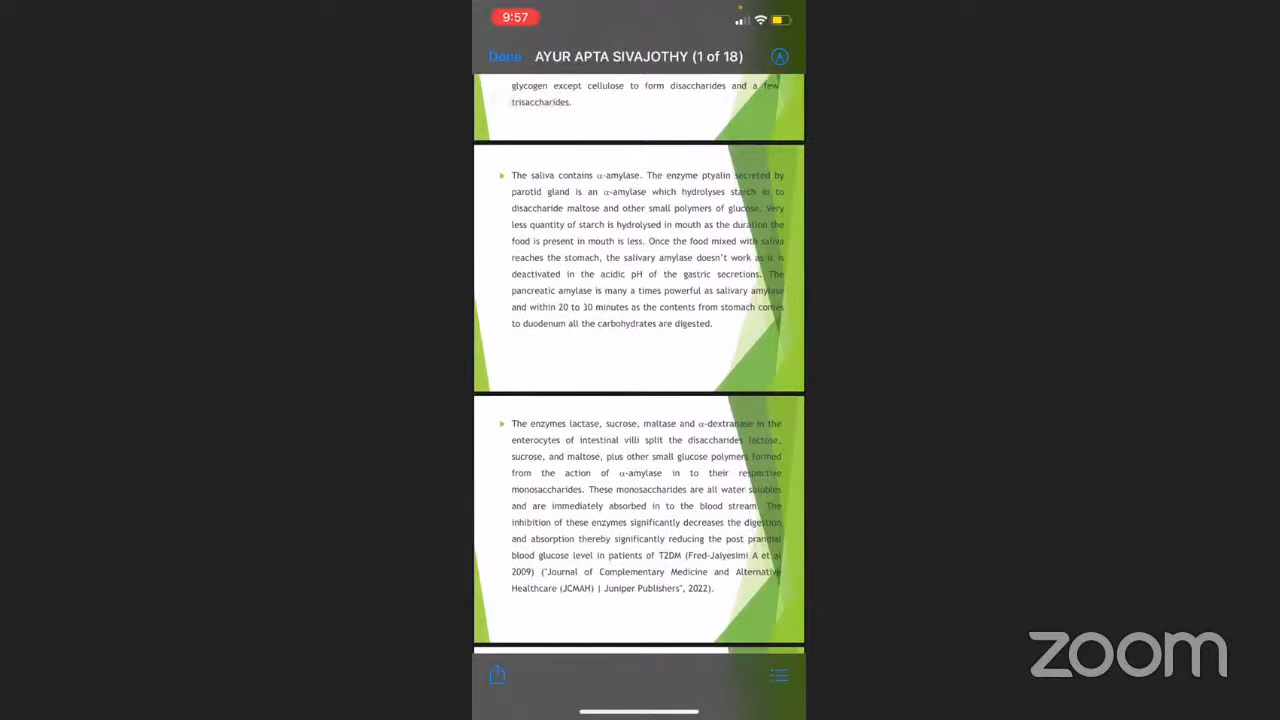 9:57
Done AYUR APTA SIVAJOTHY (1 of 18)
glycogen except cellulose to form disaccharides and a few
trisaccharides.
The saliva contains α-amylase. The enzyme ptyalin secreted by
parotid gland is an α-amylase which hydrolyses starch in to
disaccharide maltose and other small polymers of glucose. Very
less quantity of starch is hydrolysed in mouth as the duration the
food is present in mouth is less. Once the food mixed with saliva
reaches the stomach, the salivary amylase doesn't work as it is
deactivated in the acidic pH of the gastric secretions. The
pancreatic amylase is many a times powerful as salivary amylase
and within 20 to 30 minutes as the contents from stomach comes
to duodenum all the carbohydrates are digested.
The enzymes lactase, sucrose, maltase and α-dextranase in the
enterocytes of intestinal villi split the disaccharides lactose,
sucrose, and maltose, plus other small glucose polymers formed
from the action of α-amylase in to their respective
monosaccharides. These monosaccharides are all water solubles
and are immediately absorbed in to the blood stream. The
inhibition of these enzymes significantly decreases the digestion
and absorption thereby significantly reducing the post prandial
blood glucose level in patients of T2DM (Fred-Jaiyesimi A et al
2009) ("Journal of Complementary Medicine and Alternative
Healthcare (JCMAH) | Juniper Publishers", 2022).
zoom